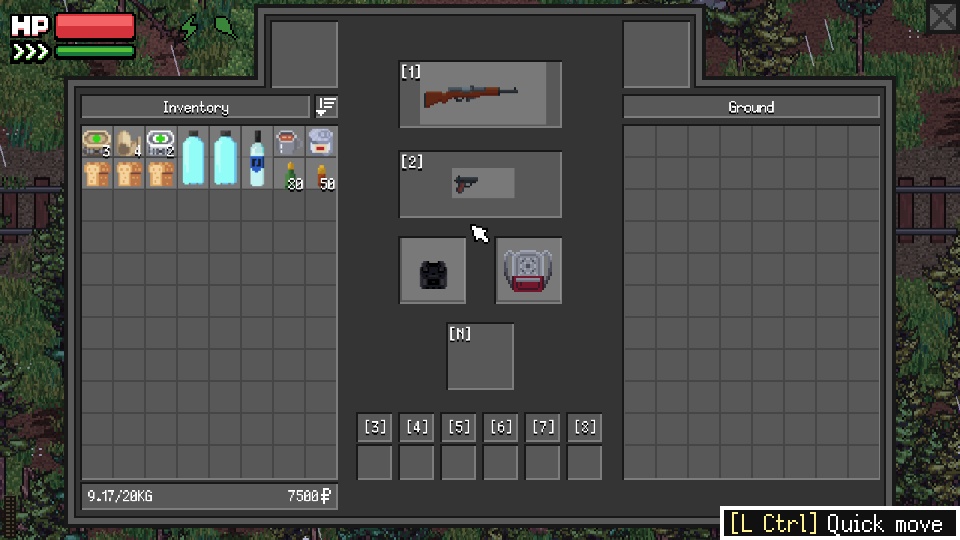 HP
>>>
[1]
Inventory
Ground
3
4
2
[2]
80
50
[N]
[3]
[4]
[5]
[6]
[7]
[8]
9.17/20KG
7500₽
[L Ctrl] Quick move